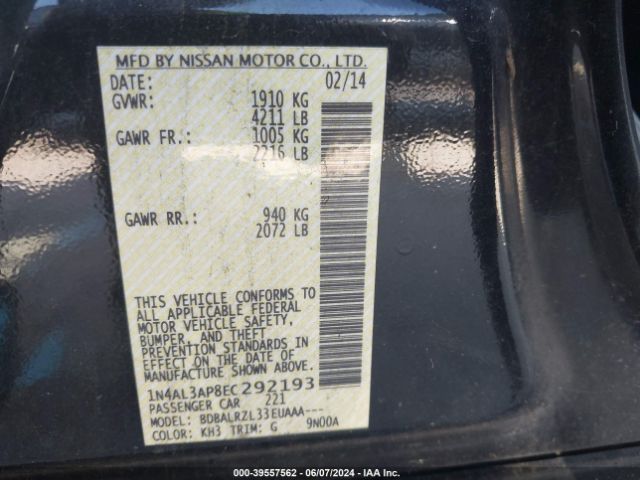 MFD BY NISSAN MOTOR CO., LTD.
DATE: 02/14
GVWR: 1910 KG
4211 LB
GAWR FR.: 1005 KG
2216 LB
GAWR RR.: 940 KG
2072 LB
THIS VEHICLE CONFORMS TO
ALL APPLICABLE FEDERAL
MOTOR VEHICLE SAFETY,
BUMPER, AND THEFT
PREVENTION STANDARDS IN
EFFECT ON THE DATE OF
MANUFACTURE SHOWN ABOVE.
1N4AL3AP8EC292193
PASSENGER CAR 221
MODEL: BDBALRZL33EUAAA---
COLOR: KH3 TRIM: G 9N00A
000-39557562 | 06/07/2024 | IAA Inc.